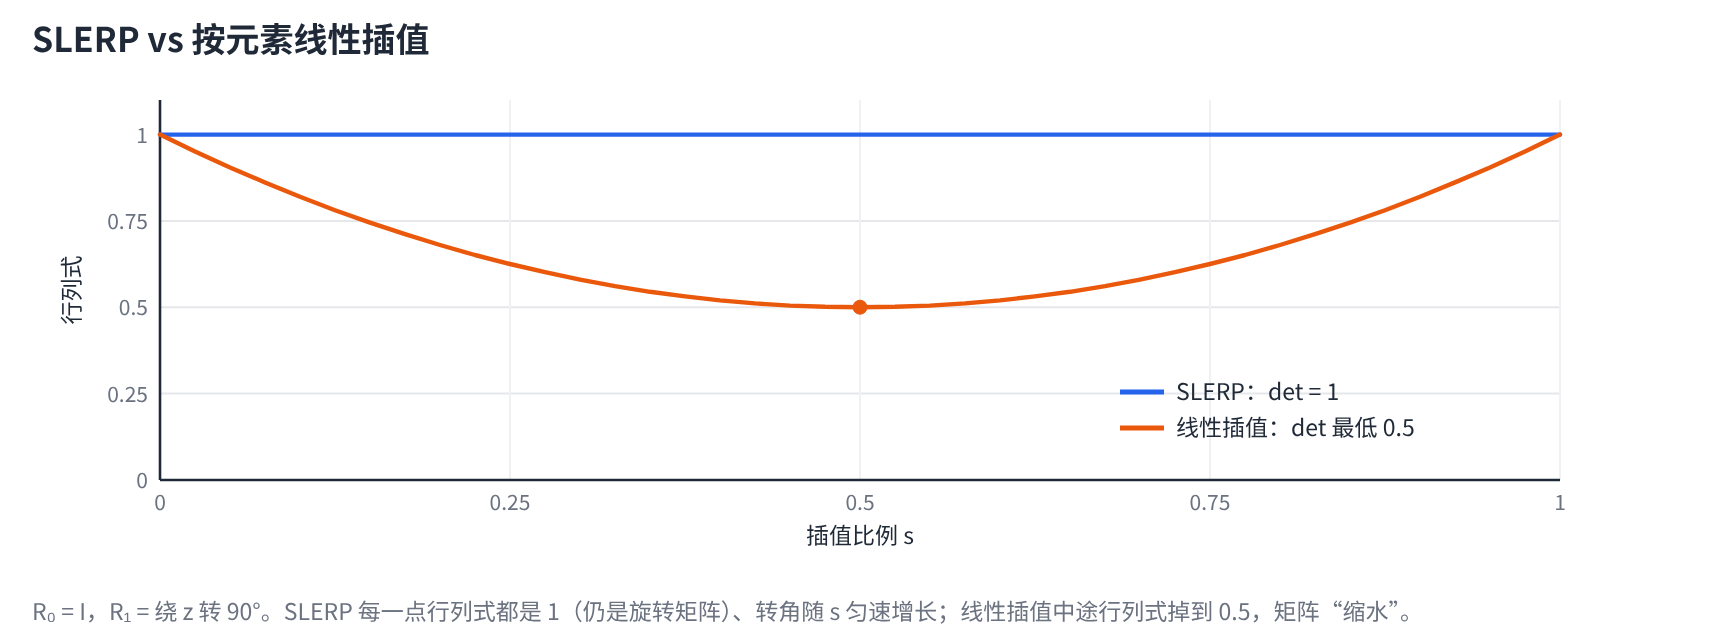 SLERP vs 按元素线性插值
1
0.75
0.5
0.25
0
行列式
SLERP：det = 1
线性插值：det 最低 0.5
0
0.25
0.5
0.75
1
插值比例 s
R₀ = I，R₁ = 绕 z 转 90°。SLERP 每一点行列式都是 1（仍是旋转矩阵）、转角随 s 匀速增长；线性插值中途行列式掉到 0.5，矩阵“缩水”。